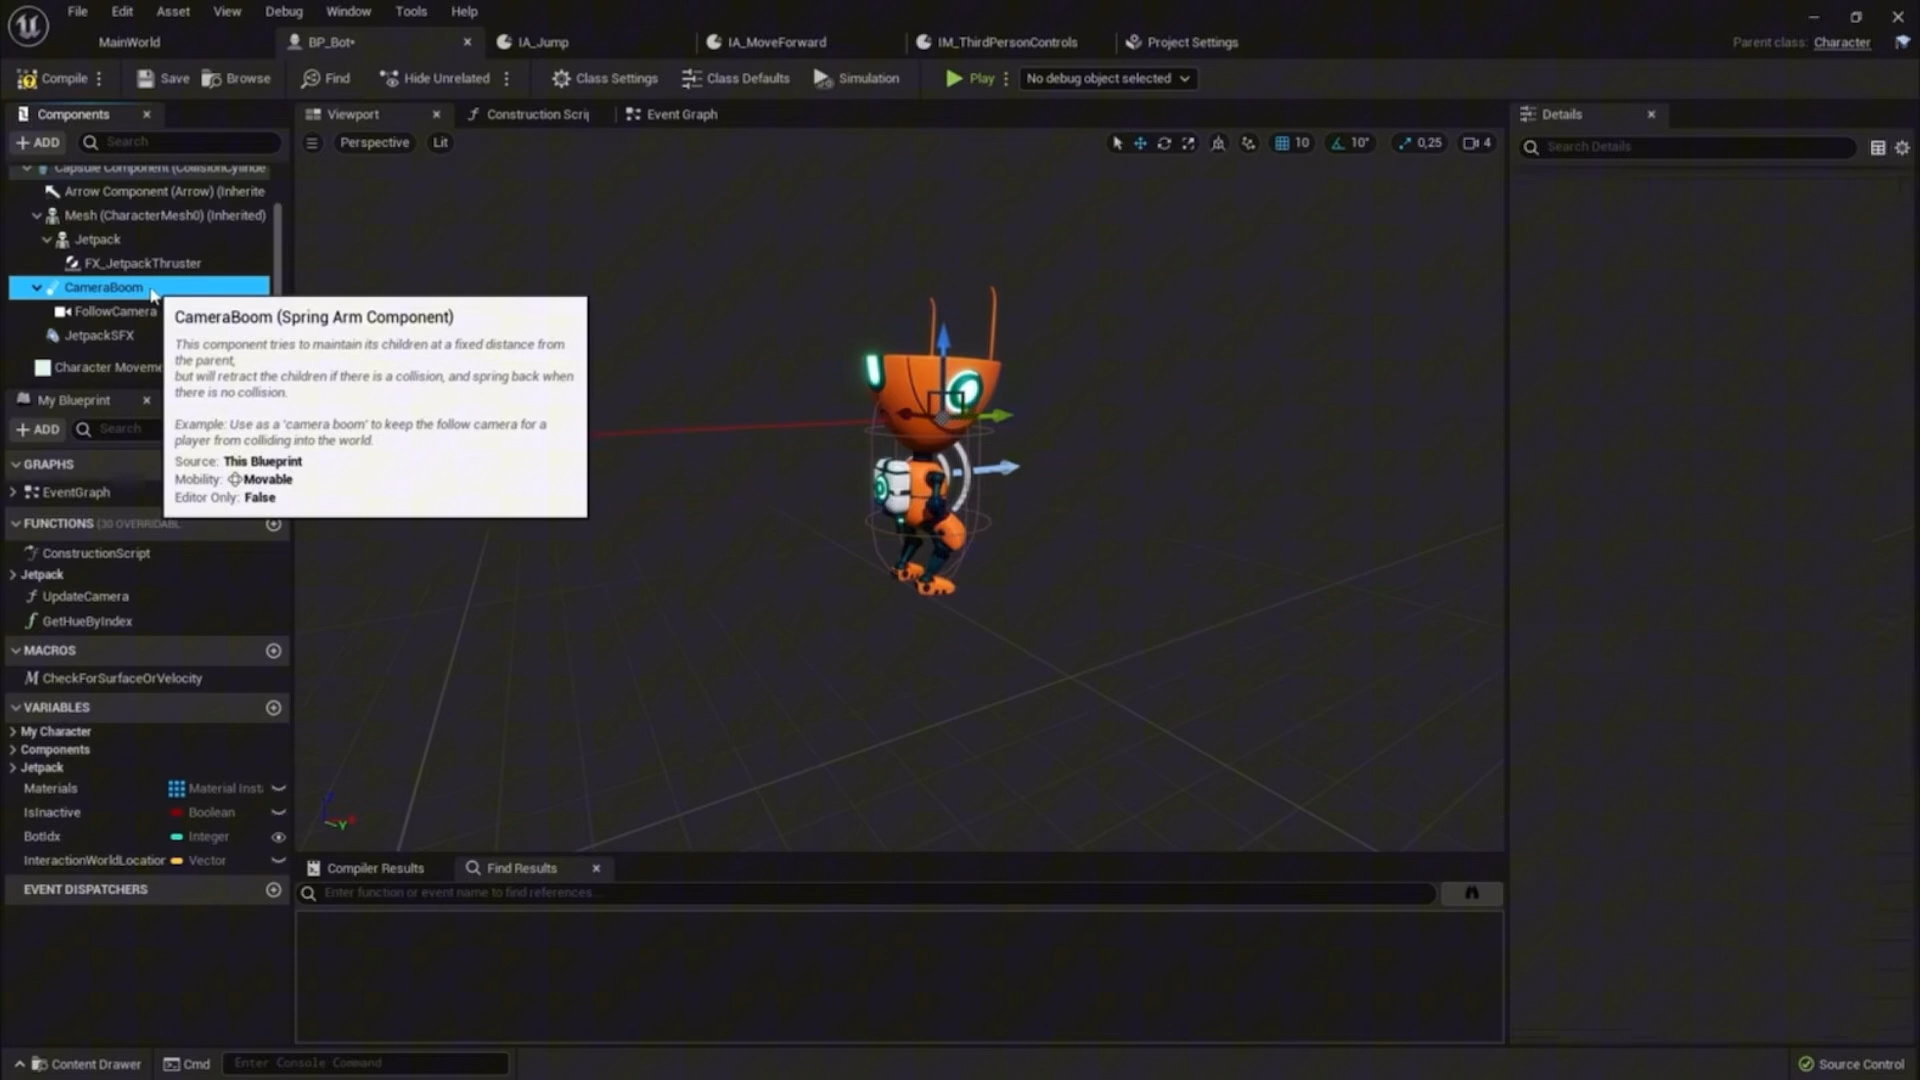 File Edit Asset View Debug Window Tools Help
MainWorld
BP_Bot*
IA_Jump
IA_MoveForward
IM_ThirdPersonControls
Project Settings
Parent class: Character
Compile
Save
Browse
Find
Hide Unrelated
Class Settings
Class Defaults
Simulation
Play
No debug object selected
Components
Viewport
Construction Scri
Event Graph
Details
ADD
Search
Perspective
Lit
10
10°
0,25
4
Search Details
Capsule Component (CollisionCylinde
Arrow Component (Arrow) (Inherite
Mesh (CharacterMesh0) (Inherited)
Jetpack
FX_JetpackThruster
CameraBoom
FollowCamera
JetpackSFX
Character Moveme
CameraBoom (Spring Arm Component)
This component tries to maintain its children at a fixed distance from
the parent,
but will retract the children if there is a collision, and spring back when
there is no collision.
Example: Use as a 'camera boom' to keep the follow camera for a
player from colliding into the world.
Source: This Blueprint
Mobility: Movable
Editor Only: False
My Blueprint
ADD
Search
GRAPHS
EventGraph
FUNCTIONS (30 OVERRIDABL
ConstructionScript
Jetpack
UpdateCamera
GetHueByIndex
MACROS
CheckForSurfaceOrVelocity
VARIABLES
My Character
Components
Jetpack
Materials Material Inst
IsInactive Boolean
BotIdx Integer
InteractionWorldLocation Vector
EVENT DISPATCHERS
Compiler Results
Find Results
Enter function or event name to find references...
Content Drawer
Cmd
Enter Console Command
Source Control